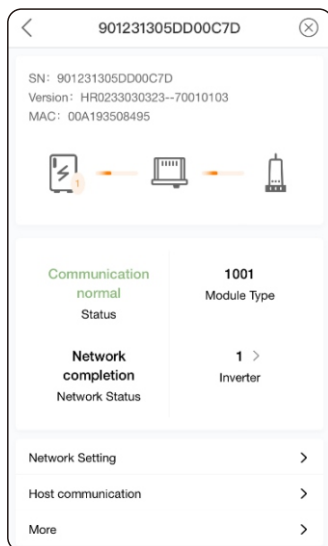 901231305DD00C7D
SN: 901231305DD00C7D
Version: HR0233030323--70010103
MAC: 00A193508495
1
Communication
normal
Status
1001
Module Type
Network
completion
Network Status
1
Inverter
Network Setting
Host communication
More